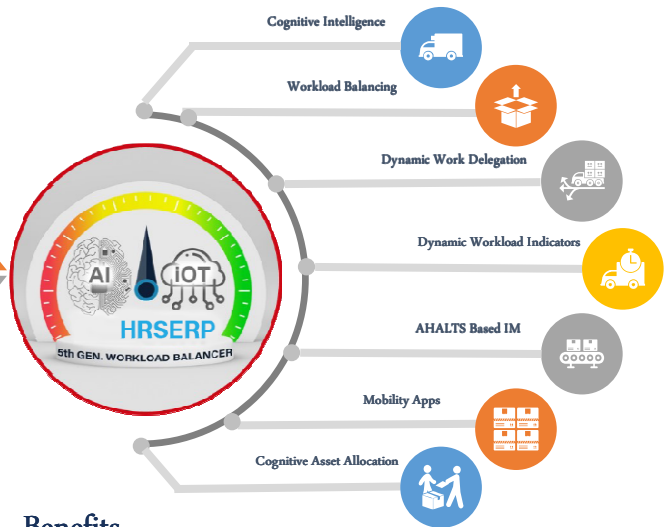 Cognitive Intelligence
Workload Balancing
Dynamic Work Delegation
Dynamic Workload Indicators
AHALTS Based IM
Mobility Apps
Cognitive Asset Allocation
AI
iOT
HRSERP
5th GEN. WORKLOAD BALANCER
Benefits